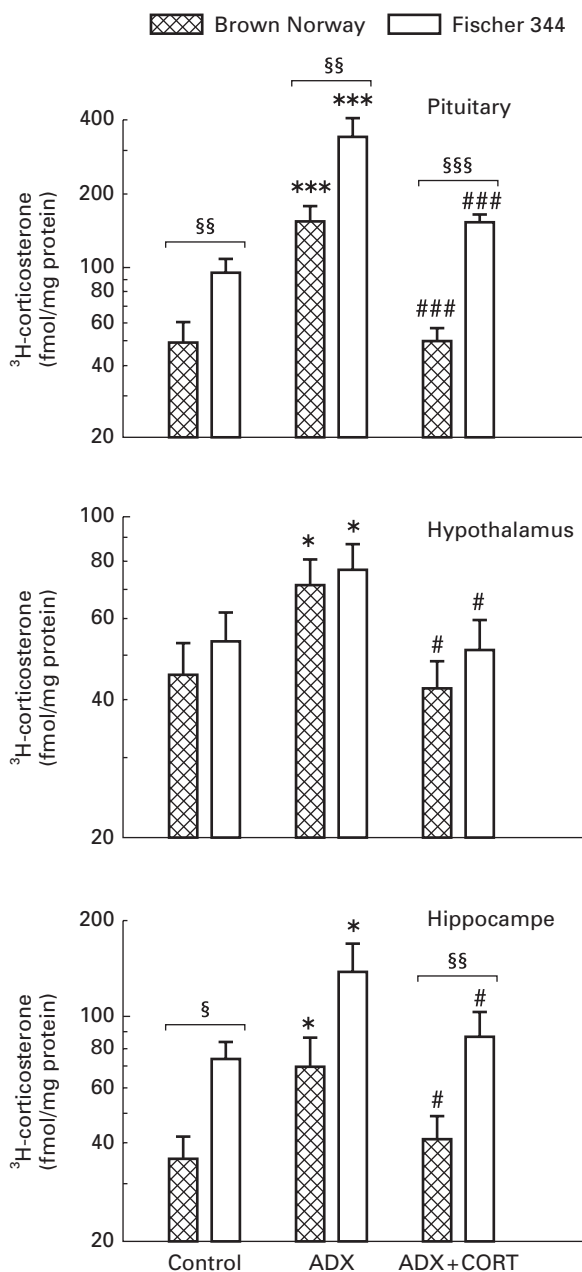 Brown Norway Fischer 344
§§
*** Pituitary
400
§§§
200 *** ###
§§
100
80 ###
60
40
20
³H-corticosterone
(fmol/mg protein)
100 Hypothalamus
*
80 *
60 #
#
40
20
³H-corticosterone
(fmol/mg protein)
200 Hippocampe
*
§§
§ #
100 *
80
60 #
40
20
³H-corticosterone
(fmol/mg protein)
Control ADX ADX+CORT